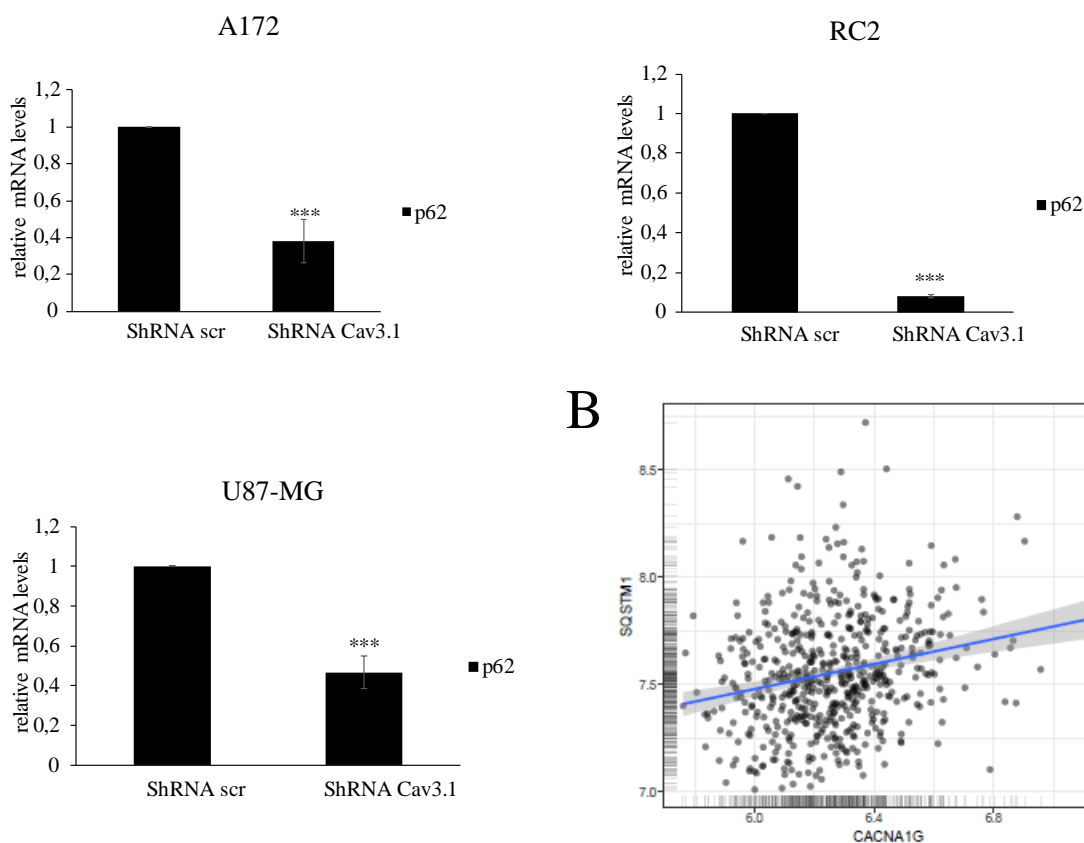 A172
relative mRNA levels
1,2
1
0,8
0,6
0,4
0,2
0
***
p62
ShRNA scr
ShRNA Cav3.1
RC2
relative mRNA levels
1,2
1
0,8
0,6
0,4
0,2
0
***
p62
ShRNA scr
ShRNA Cav3.1
U87-MG
relative mRNA levels
1,2
1
0,8
0,6
0,4
0,2
0
***
p62
ShRNA scr
ShRNA Cav3.1
B
SQSTM1
8.5
8.0
7.5
7.0
6.0
6.4
6.8
CACNA1G